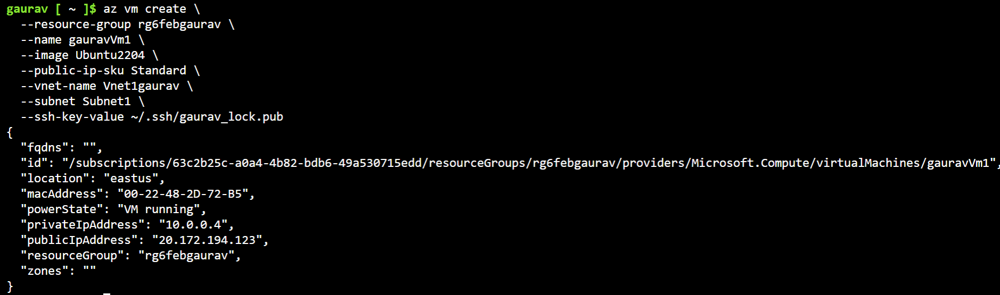 gaurav [ ~ ]$ az vm create \
  --resource-group rg6febgaurav \
  --name gauravVm1 \
  --image Ubuntu2204 \
  --public-ip-sku Standard \
  --vnet-name Vnet1gaurav \
  --subnet Subnet1 \
  --ssh-key-value ~/.ssh/gaurav_lock.pub
{
  "fqdns": "",
  "id": "/subscriptions/63c2b25c-a0a4-4b82-bdb6-49a530715edd/resourceGroups/rg6febgaurav/providers/Microsoft.Compute/virtualMachines/gauravVm1",
  "location": "eastus",
  "macAddress": "00-22-48-2D-72-B5",
  "powerState": "VM running",
  "privateIpAddress": "10.0.0.4",
  "publicIpAddress": "20.172.194.123",
  "resourceGroup": "rg6febgaurav",
  "zones": ""
}